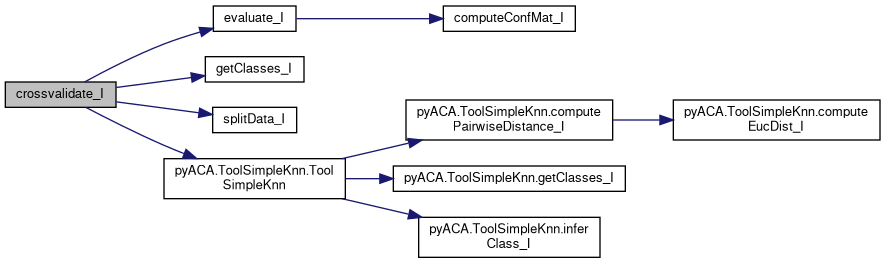 crossvalidate_I
evaluate_I
computeConfMat_I
getClasses_I
splitData_I
pyACA.ToolSimpleKnn.Tool
SimpleKnn
pyACA.ToolSimpleKnn.compute
PairwiseDistance_I
pyACA.ToolSimpleKnn.compute
EucDist_I
pyACA.ToolSimpleKnn.getClasses_I
pyACA.ToolSimpleKnn.infer
Class_I